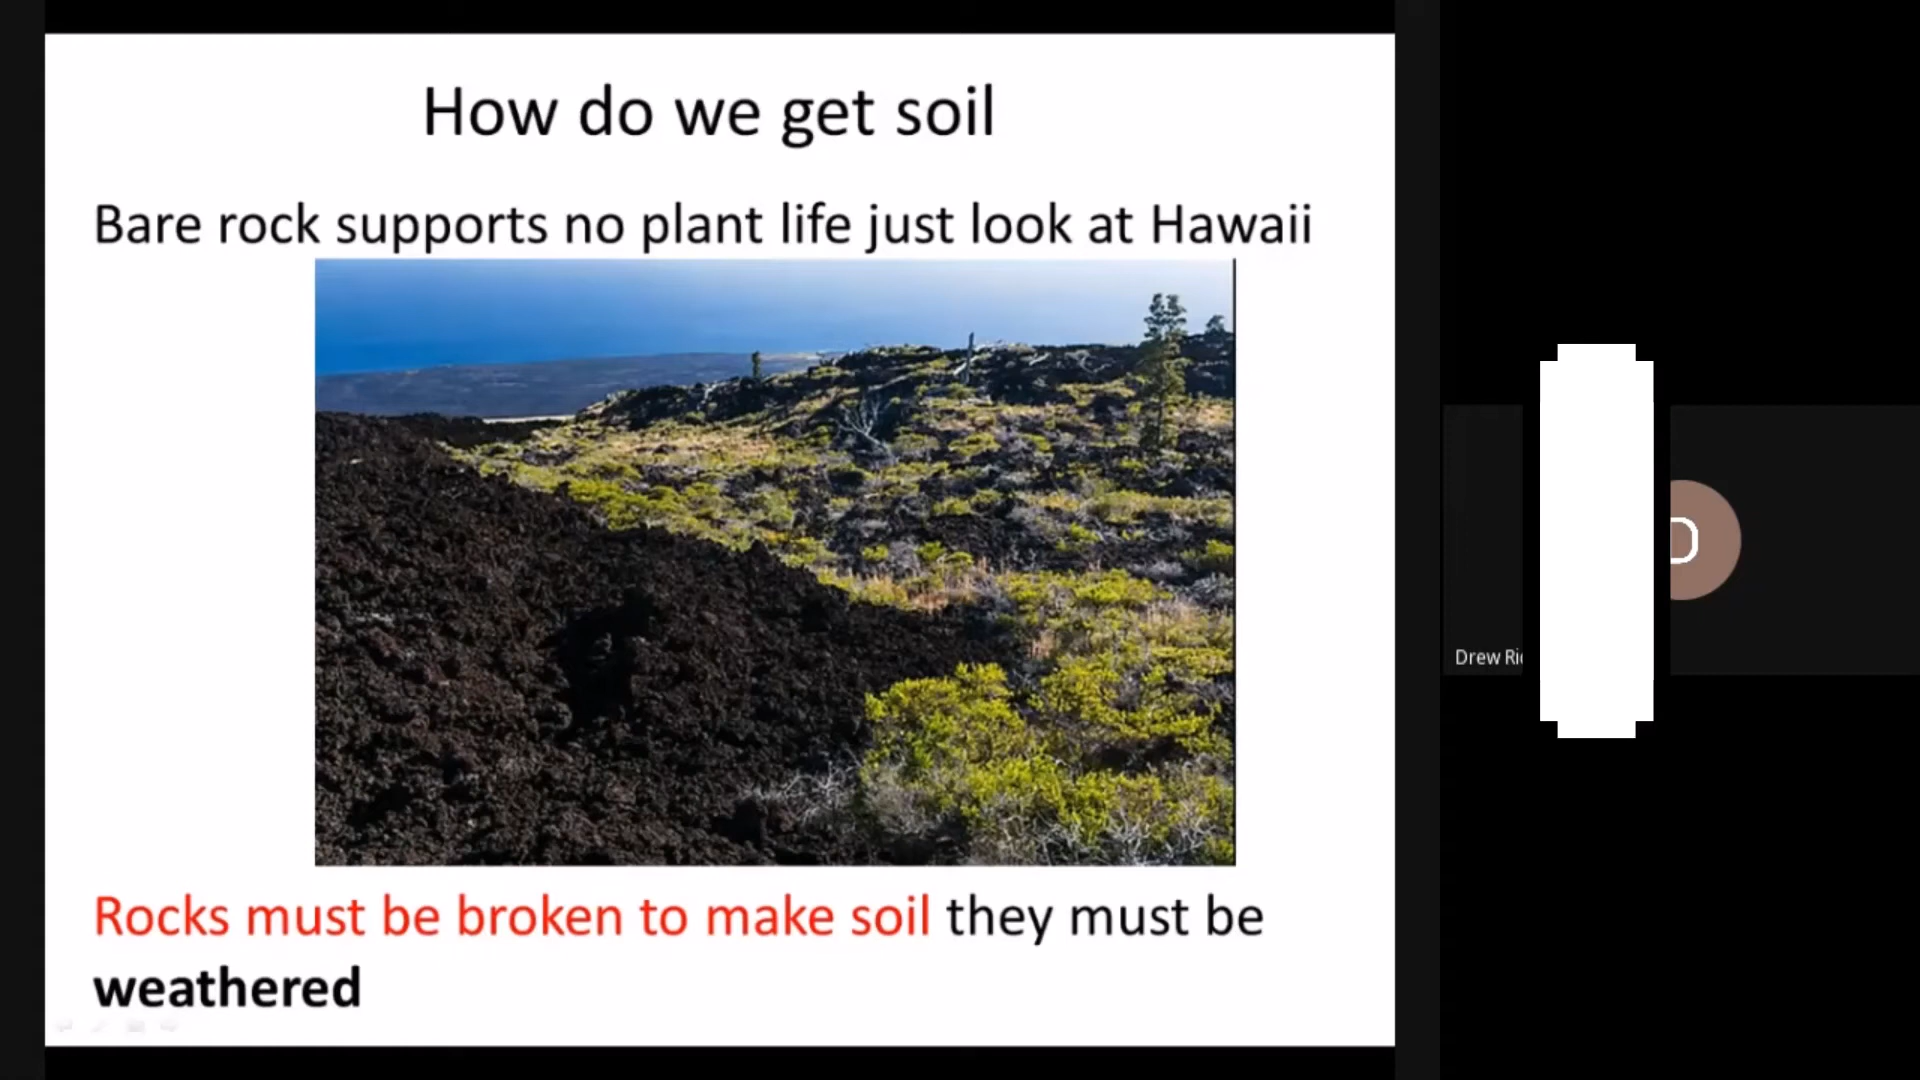 How do we get soil
Bare rock supports no plant life just look at Hawaii
Rocks must be broken to make soil they must be
weathered
Drew
D